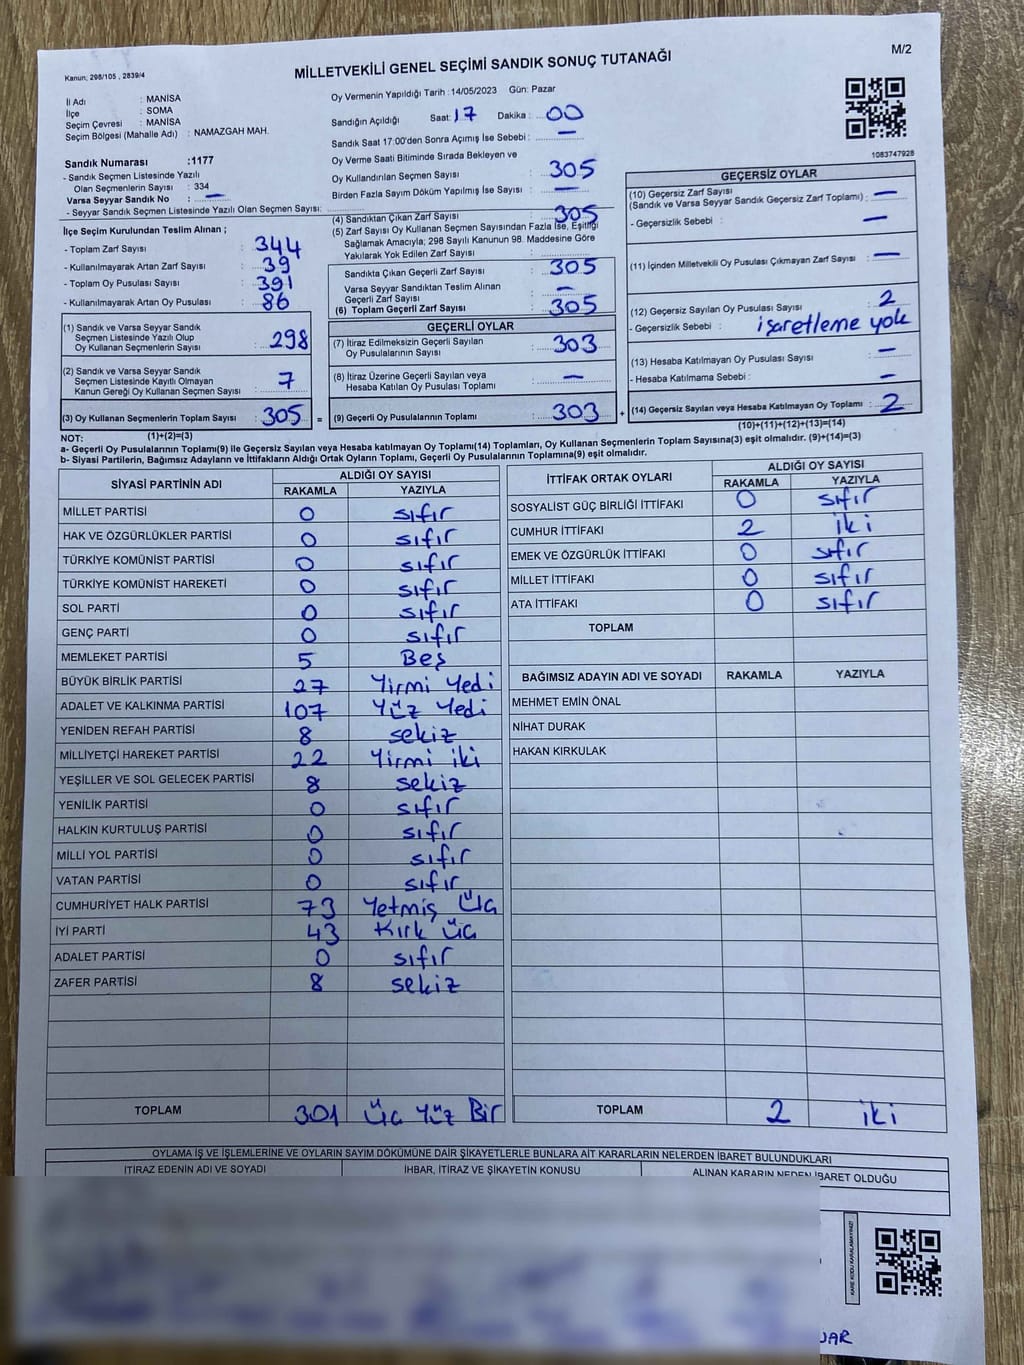 M/2
Kanun, 298/105 , 2839/4
MİLLETVEKİLİ GENEL SEÇİMİ SANDIK SONUÇ TUTANAĞI
İl Adı : MANİSA
İlçe : SOMA
Seçim Çevresi : MANİSA
Seçim Bölgesi (Mahalle Adı) : NAMAZGAH MAH.
Sandık Numarası :1177
- Sandık Seçmen Listesinde Yazılı
Olan Seçmenlerin Sayısı : 334
Varsa Seyyar Sandık No : —
- Seyyar Sandık Seçmen Listesinde Yazılı Olan Seçmen Sayısı:
Oy Vermenin Yapıldığı Tarih : 14/05/2023 Gün: Pazar
Sandığın Açıldığı Saat: 17 Dakika : 00
Sandık Saat 17:00'den Sonra Açılmış İse Sebebi : —
Oy Verme Saati Bitiminde Sırada Bekleyen ve
Oy Kullandırılan Seçmen Sayısı 305
Birden Fazla Sayım Döküm Yapılmış İse Sayısı : —
1083747928
İlçe Seçim Kurulundan Teslim Alınan ;
- Toplam Zarf Sayısı : 344
- Kullanılmayarak Artan Zarf Sayısı : 39
- Toplam Oy Pusulası Sayısı : 391
- Kullanılmayarak Artan Oy Pusulası : 86
(1) Sandık ve Varsa Seyyar Sandık
Seçmen Listesinde Yazılı Olup
Oy Kullanan Seçmenlerin Sayısı : 298
(2) Sandık ve Varsa Seyyar Sandık
Seçmen Listesinde Kayıtlı Olmayan
Kanun Gereği Oy Kullanan Seçmen Sayısı : 7
(3) Oy Kullanan Seçmenlerin Toplam Sayısı : 305 =
(4) Sandıktan Çıkan Zarf Sayısı : 305
(5) Zarf Sayısı Oy Kullanan Seçmen Sayısından Fazla İse, Eşitliği
Sağlamak Amacıyla; 298 Sayılı Kanunun 98. Maddesine Göre
Yakılarak Yok Edilen Zarf Sayısı :
Sandıkta Çıkan Geçerli Zarf Sayısı : 305
Varsa Seyyar Sandıktan Teslim Alınan
Geçerli Zarf Sayısı : —
(6) Toplam Geçerli Zarf Sayısı : 305
GEÇERLİ OYLAR
(7) İtiraz Edilmeksizin Geçerli Sayılan
Oy Pusulalarının Sayısı : 303
(8) İtiraz Üzerine Geçerli Sayılan veya
Hesaba Katılan Oy Pusulası Toplamı : —
(9) Geçerli Oy Pusulalarının Toplamı : 303 +
GEÇERSİZ OYLAR
(10) Geçersiz Zarf Sayısı
(Sandık ve Varsa Seyyar Sandık Geçersiz Zarf Toplamı) : —
- Geçersizlik Sebebi : —
(11) İçinden Milletvekili Oy Pusulası Çıkmayan Zarf Sayısı : —
(12) Geçersiz Sayılan Oy Pusulası Sayısı : 2
- Geçersizlik Sebebi : işaretleme yok
(13) Hesaba Katılmayan Oy Pusulası Sayısı : —
- Hesaba Katılmama Sebebi : —
(14) Geçersiz Sayılan veya Hesaba Katılmayan Oy Toplamı : 2
(10)+(11)+(12)+(13)=(14)
NOT: (1)+(2)=(3)
a- Geçerli Oy Pusulalarının Toplamı(9) ile Geçersiz Sayılan veya Hesaba katılmayan Oy Toplamı(14) Toplamları, Oy Kullanan Seçmenlerin Toplam Sayısına(3) eşit olmalıdır. (9)+(14)=(3)
b- Siyasi Partilerin, Bağımsız Adayların ve İttifakların Aldığı Ortak Oyların Toplamı, Geçerli Oy Pusulalarının Toplamına(9) eşit olmalıdır.
SİYASİ PARTİNİN ADI ALDIĞI OY SAYISI
RAKAMLA YAZIYLA
MİLLET PARTİSİ 0 sıfır
HAK VE ÖZGÜRLÜKLER PARTİSİ 0 sıfır
TÜRKİYE KOMÜNİST PARTİSİ 0 sıfır
TÜRKİYE KOMÜNİST HAREKETİ 0 sıfır
SOL PARTİ 0 sıfır
GENÇ PARTİ 0 sıfır
MEMLEKET PARTİSİ 5 Beş
BÜYÜK BİRLİK PARTİSİ 27 Yirmi Yedi
ADALET VE KALKINMA PARTİSİ 107 Yüz Yedi
YENİDEN REFAH PARTİSİ 8 sekiz
MİLLİYETÇİ HAREKET PARTİSİ 22 Yirmi iki
YEŞİLLER VE SOL GELECEK PARTİSİ 8 sekiz
YENİLİK PARTİSİ 0 sıfır
HALKIN KURTULUŞ PARTİSİ 0 sıfır
MİLLİ YOL PARTİSİ 0 sıfır
VATAN PARTİSİ 0 sıfır
CUMHURİYET HALK PARTİSİ 73 Yetmiş Üç
İYİ PARTİ 43 Kırk Üç
ADALET PARTİSİ 0 sıfır
ZAFER PARTİSİ 8 sekiz
TOPLAM 301 Üç Yüz Bir
İTTİFAK ORTAK OYLARI ALDIĞI OY SAYISI
RAKAMLA YAZIYLA
SOSYALİST GÜÇ BİRLİĞİ İTTİFAKI 0 sıfır
CUMHUR İTTİFAKI 2 iki
EMEK VE ÖZGÜRLÜK İTTİFAKI 0 sıfır
MİLLET İTTİFAKI 0 sıfır
ATA İTTİFAKI 0 sıfır
TOPLAM
BAĞIMSIZ ADAYIN ADI VE SOYADI RAKAMLA YAZIYLA
MEHMET EMİN ÖNAL
NİHAT DURAK
HAKAN KIRKULAK
TOPLAM 2 iki
OYLAMA İŞ VE İŞLEMLERİNE VE OYLARIN SAYIM DÖKÜMÜNE DAİR ŞİKAYETLERLE BUNLARA AİT KARARLARIN NELERDEN İBARET BULUNDUKLARI
İTİRAZ EDENİN ADI VE SOYADI İHBAR, İTİRAZ VE ŞİKAYETİN KONUSU ALINAN KARARIN NEDEN İBARET OLDUĞU
KARE KODU KARALAMAYINIZ!